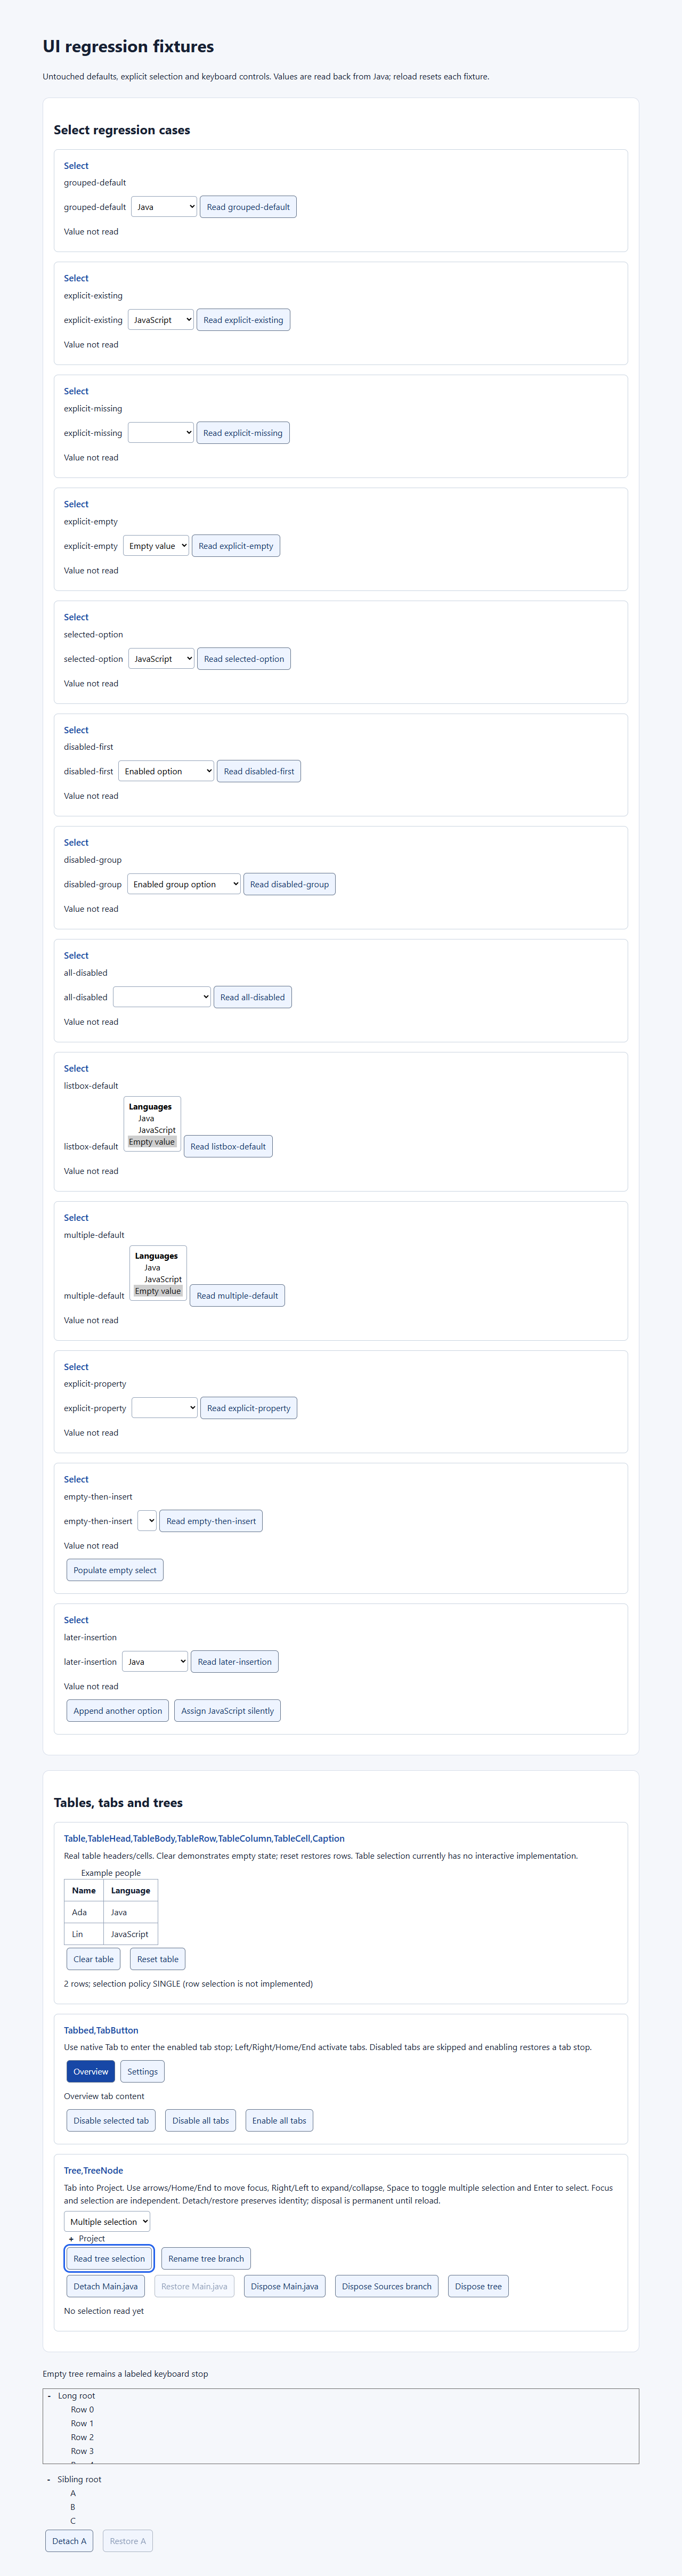 UI regression fixtures
Untouched defaults, explicit selection and keyboard controls. Values are read back from Java; reload resets each fixture.
Select regression cases
Select
grouped-default
grouped-default Java Read grouped-default
Value not read
Select
explicit-existing
explicit-existing JavaScript Read explicit-existing
Value not read
Select
explicit-missing
explicit-missing Read explicit-missing
Value not read
Select
explicit-empty
explicit-empty Empty value Read explicit-empty
Value not read
Select
selected-option
selected-option JavaScript Read selected-option
Value not read
Select
disabled-first
disabled-first Enabled option Read disabled-first
Value not read
Select
disabled-group
disabled-group Enabled group option Read disabled-group
Value not read
Select
all-disabled
all-disabled Read all-disabled
Value not read
Select
listbox-default
Languages
Java
JavaScript
Empty value
listbox-default Read listbox-default
Value not read
Select
multiple-default
Languages
Java
JavaScript
Empty value
multiple-default Read multiple-default
Value not read
Select
explicit-property
explicit-property Read explicit-property
Value not read
Select
empty-then-insert
empty-then-insert Read empty-then-insert
Value not read
Populate empty select
Select
later-insertion
later-insertion Java Read later-insertion
Value not read
Append another option Assign JavaScript silently
Tables, tabs and trees
Table,TableHead,TableBody,TableRow,TableColumn,TableCell,Caption
Real table headers/cells. Clear demonstrates empty state; reset restores rows. Table selection currently has no interactive implementation.
Example people
Name Language
Ada Java
Lin JavaScript
Clear table Reset table
2 rows; selection policy SINGLE (row selection is not implemented)
Tabbed,TabButton
Use native Tab to enter the enabled tab stop; Left/Right/Home/End activate tabs. Disabled tabs are skipped and enabling restores a tab stop.
Overview Settings
Overview tab content
Disable selected tab Disable all tabs Enable all tabs
Tree,TreeNode
Tab into Project. Use arrows/Home/End to move focus, Right/Left to expand/collapse, Space to toggle multiple selection and Enter to select. Focus
and selection are independent. Detach/restore preserves identity; disposal is permanent until reload.
Multiple selection
+ Project
Read tree selection Rename tree branch
Detach Main.java Restore Main.java Dispose Main.java Dispose Sources branch Dispose tree
No selection read yet
Empty tree remains a labeled keyboard stop
- Long root
Row 0
Row 1
Row 2
Row 3
- Sibling root
A
B
C
Detach A Restore A